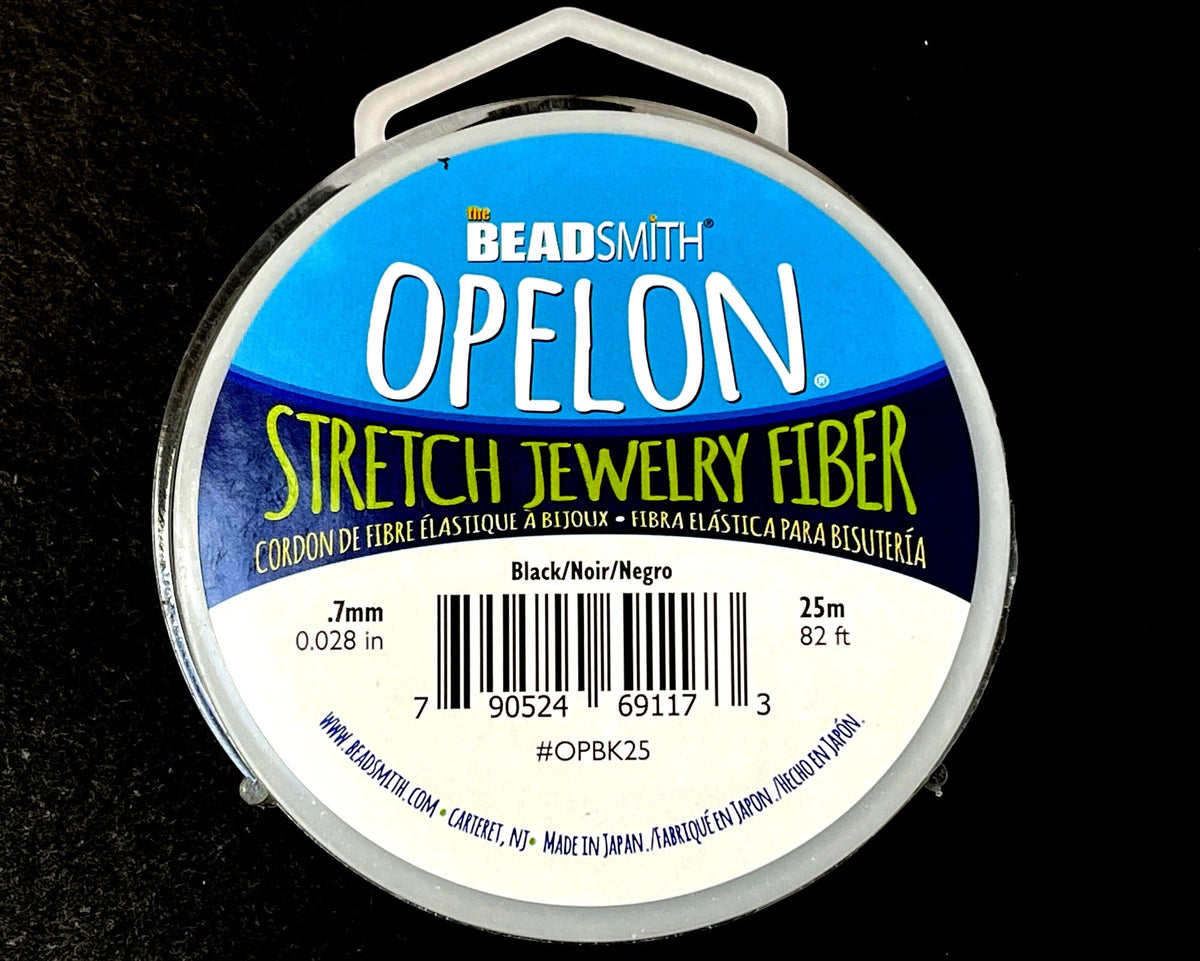 the
BEADSMiTH®
OPELON®
STRETCH JEWELRY FIBER
CORDON DE FIBRE ÉLASTIQUE À BIJOUX • FIBRA ELÁSTICA PARA BISUTERÍA
Black/Noir/Negro
.7mm
0.028 in
25m
82 ft
7 90524 69117 3
#OPBK25
WWW.BEADSMITH.COM • CARTERET, NJ • MADE IN JAPAN./FABRIQUÉ EN JAPON./HECHO EN JAPÓN.